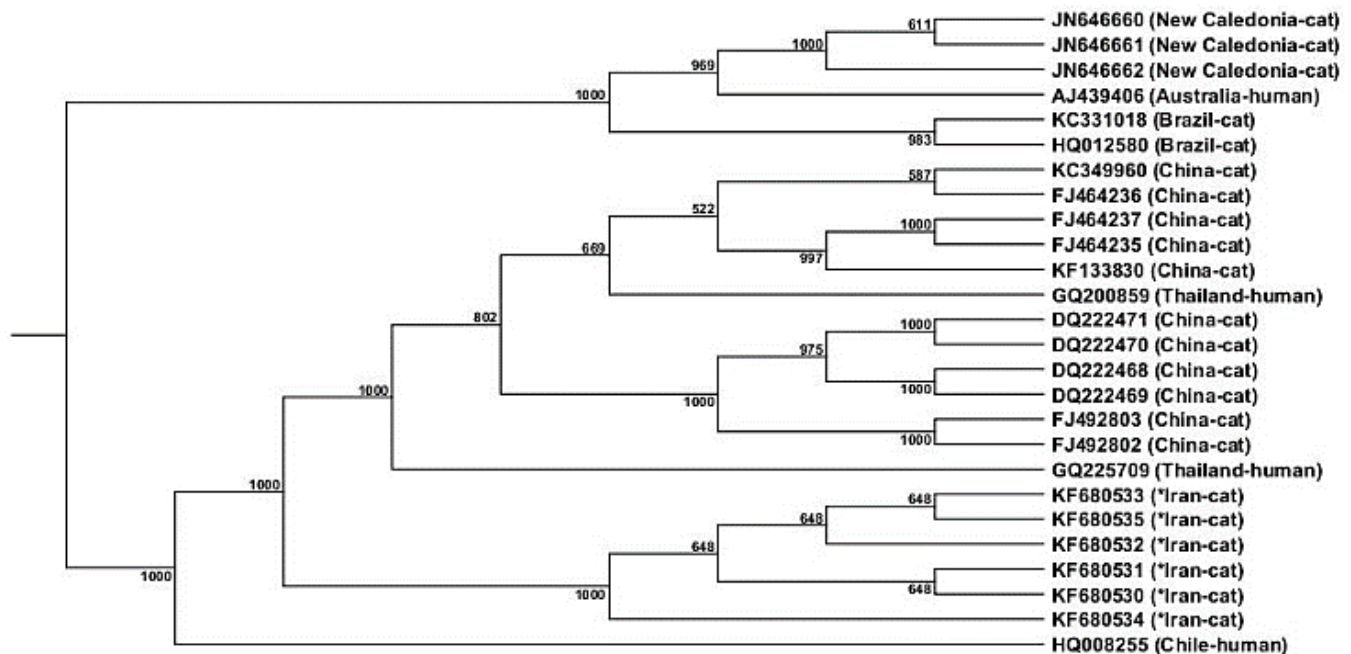 JN646660 (New Caledonia-cat)
611
JN646661 (New Caledonia-cat)
1000
JN646662 (New Caledonia-cat)
969
AJ439406 (Australia-human)
1000
KC331018 (Brazil-cat)
983
HQ012580 (Brazil-cat)
KC349960 (China-cat)
587
FJ464236 (China-cat)
522
FJ464237 (China-cat)
1000
FJ464235 (China-cat)
669
997
KF133830 (China-cat)
GQ200859 (Thailand-human)
802
DQ222471 (China-cat)
1000
DQ222470 (China-cat)
975
DQ222468 (China-cat)
1000
DQ222469 (China-cat)
1000
1000
FJ492803 (China-cat)
1000
FJ492802 (China-cat)
GQ225709 (Thailand-human)
1000
KF680533 (*Iran-cat)
648
KF680535 (*Iran-cat)
648
KF680532 (*Iran-cat)
648
KF680531 (*Iran-cat)
648
KF680530 (*Iran-cat)
1000
1000
KF680534 (*Iran-cat)
HQ008255 (Chile-human)